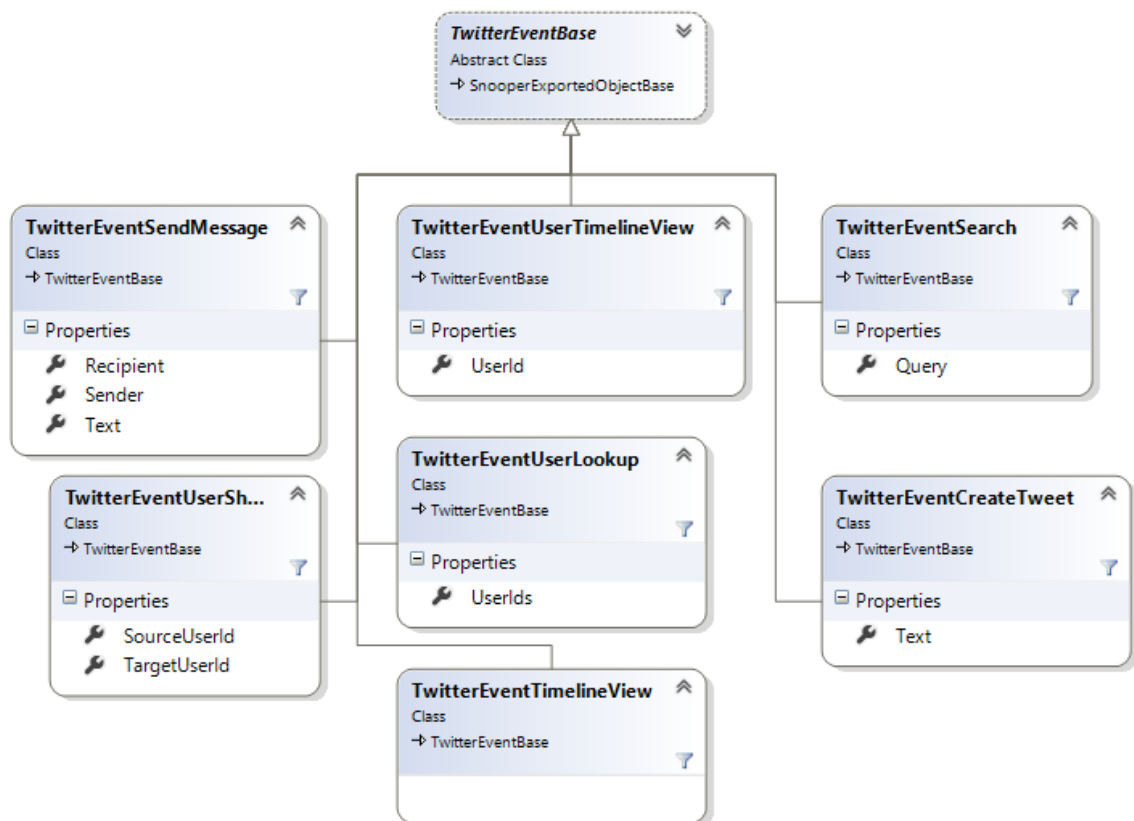 TwitterEventBase
Abstract Class
SnooperExportedObjectBase
TwitterEventSendMessage
Class
TwitterEventBase
Properties
Recipient
Sender
Text
TwitterEventUserTimelineView
Class
TwitterEventBase
Properties
UserId
TwitterEventSearch
Class
TwitterEventBase
Properties
Query
TwitterEventUserSh...
Class
TwitterEventBase
Properties
SourceUserId
TargetUserId
TwitterEventUserLookup
Class
TwitterEventBase
Properties
UserIds
TwitterEventCreateTweet
Class
TwitterEventBase
Properties
Text
TwitterEventTimelineView
Class
TwitterEventBase